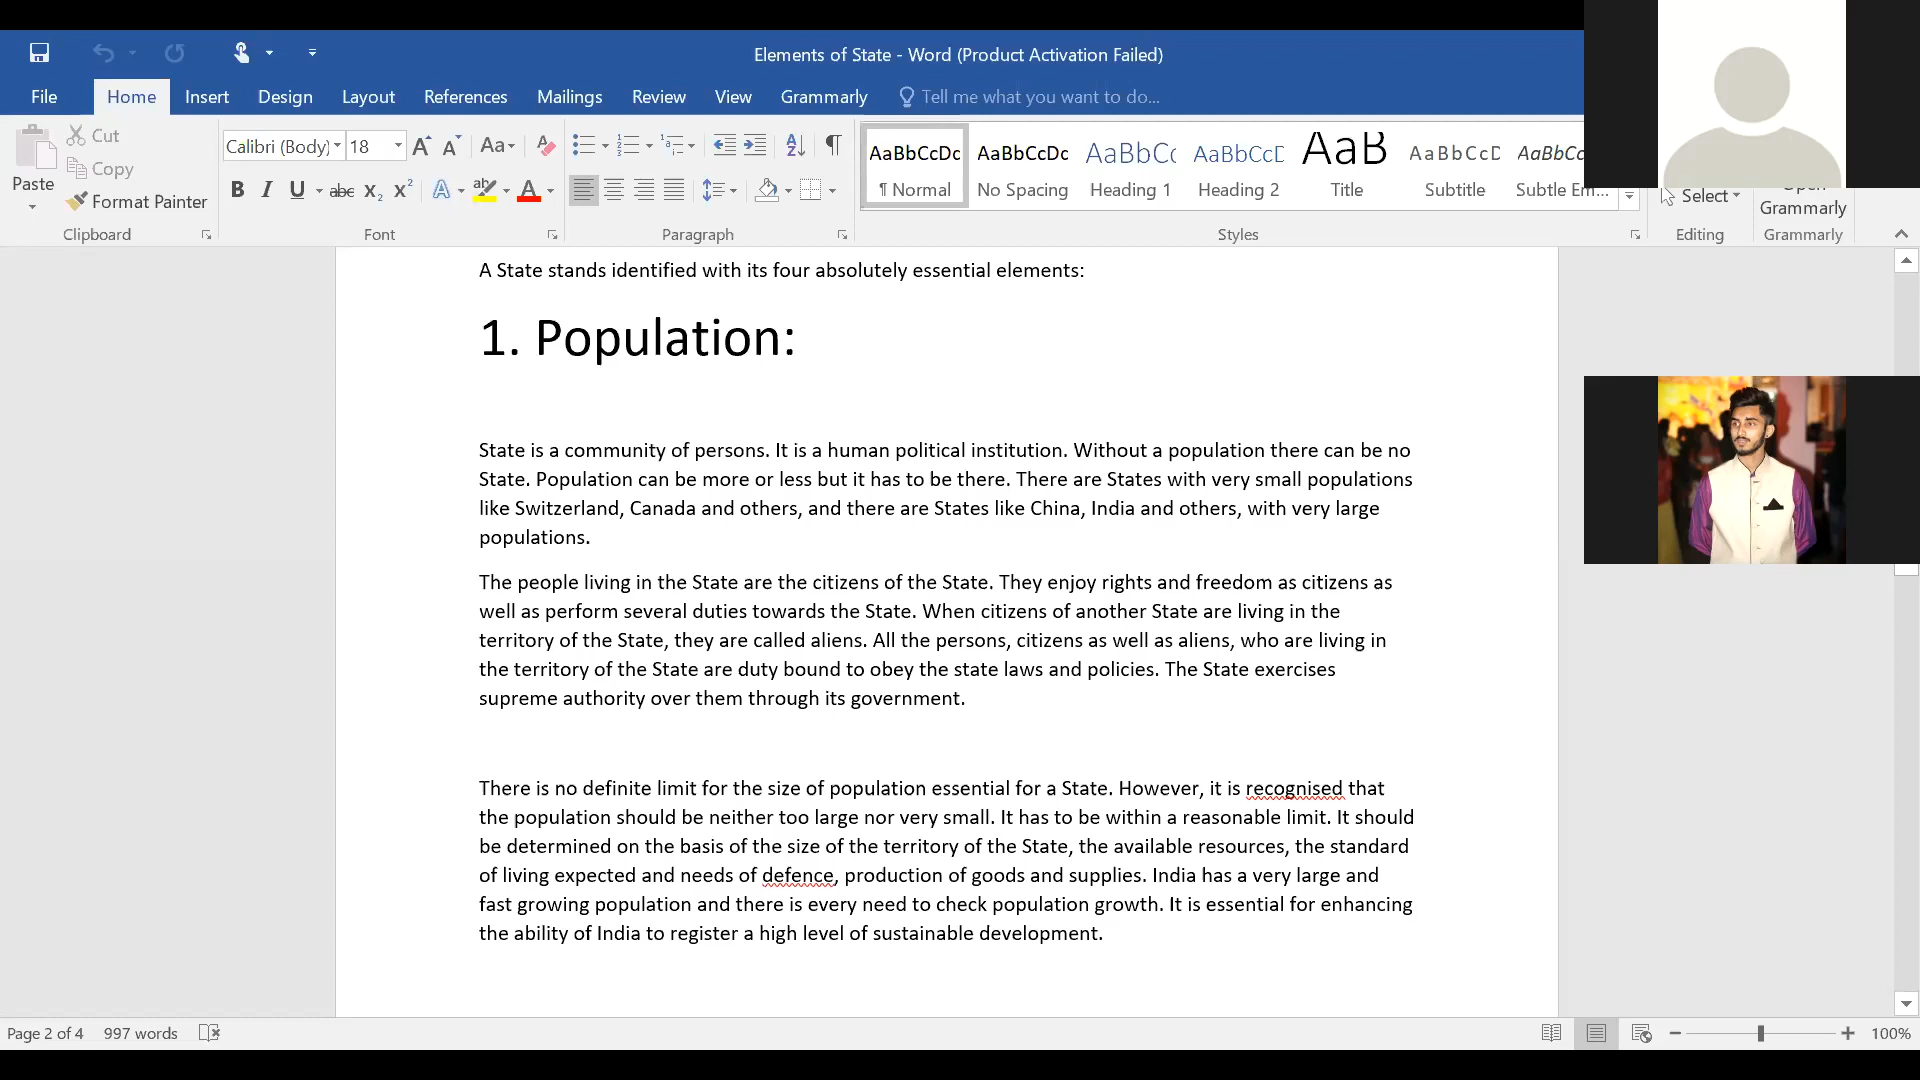 Elements of State - Word (Product Activation Failed)
File Home Insert Design Layout References Mailings Review View Grammarly Tell me what you want to do...
Cut
Copy
Paste
Format Painter
Clipboard
Calibri (Body) 18
Font
Paragraph
AaBbCcDc AaBbCcDc AaBbCc AaBbCcD AaB AaBbCcD AaBbCc
¶ Normal No Spacing Heading 1 Heading 2 Title Subtitle Subtle Em...
Styles
Select
Editing
Open
Grammarly
Grammarly
A State stands identified with its four absolutely essential elements:
1. Population:
State is a community of persons. It is a human political institution. Without a population there can be no
State. Population can be more or less but it has to be there. There are States with very small populations
like Switzerland, Canada and others, and there are States like China, India and others, with very large
populations.
The people living in the State are the citizens of the State. They enjoy rights and freedom as citizens as
well as perform several duties towards the State. When citizens of another State are living in the
territory of the State, they are called aliens. All the persons, citizens as well as aliens, who are living in
the territory of the State are duty bound to obey the state laws and policies. The State exercises
supreme authority over them through its government.
There is no definite limit for the size of population essential for a State. However, it is recognised that
the population should be neither too large nor very small. It has to be within a reasonable limit. It should
be determined on the basis of the size of the territory of the State, the available resources, the standard
of living expected and needs of defence, production of goods and supplies. India has a very large and
fast growing population and there is every need to check population growth. It is essential for enhancing
the ability of India to register a high level of sustainable development.
Page 2 of 4 997 words 100%